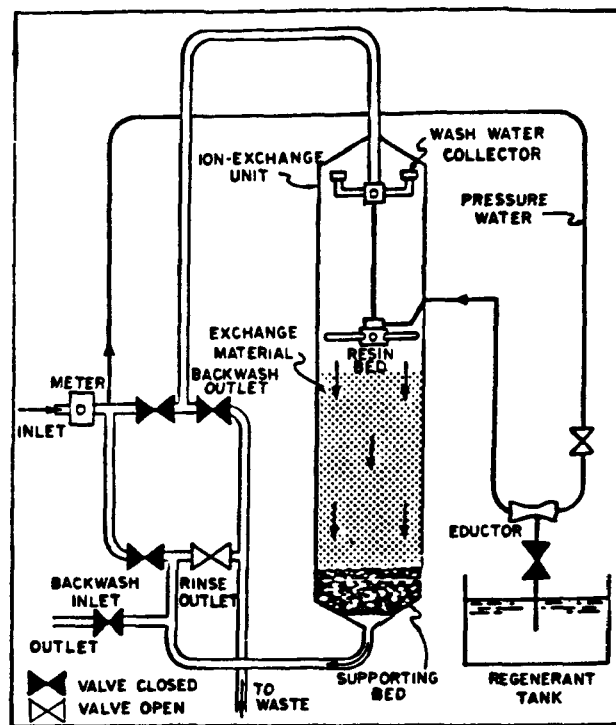 ION-EXCHANGE
UNIT
WASH WATER
COLLECTOR
PRESSURE
WATER
EXCHANGE
MATERIAL
RESIN
BED
METER
BACKWASH
OUTLET
INLET
EDUCTOR
BACKWASH
INLET
RINSE
OUTLET
OUTLET
VALVE CLOSED
VALVE OPEN
TO
WASTE
SUPPORTING
BED
REGENERANT
TANK